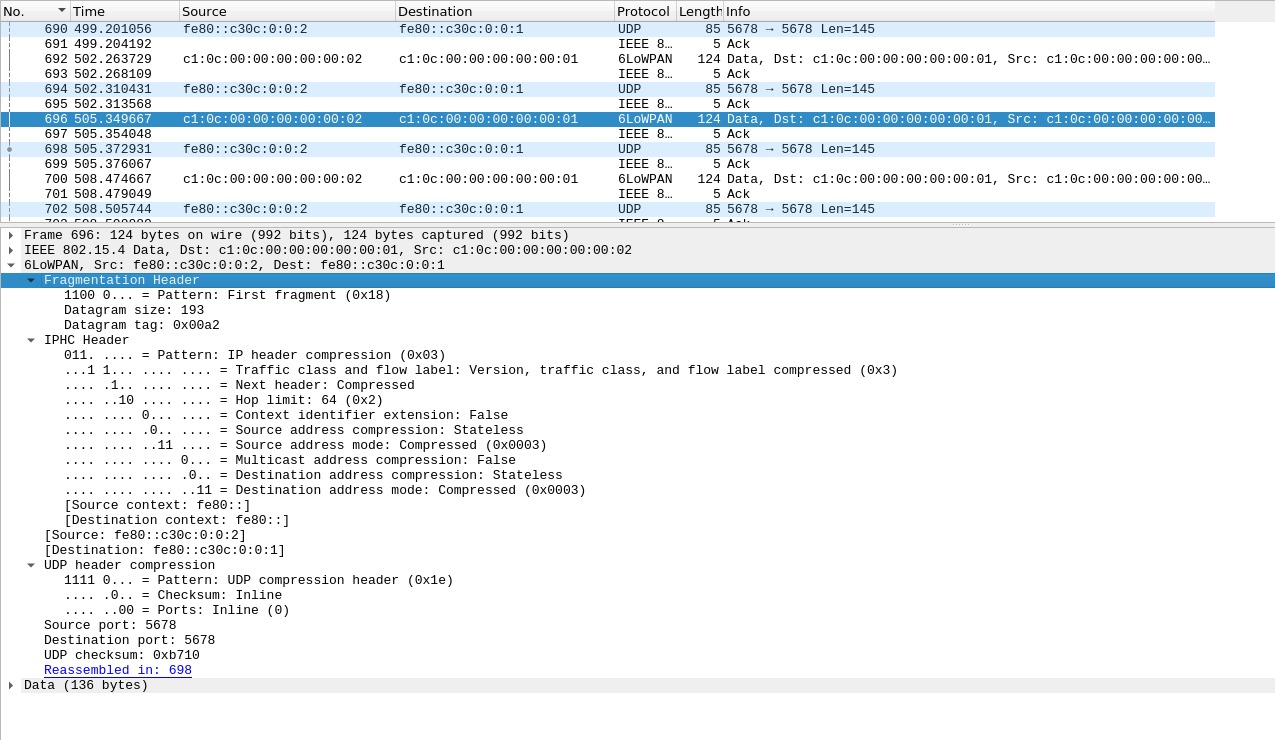 No. Time Source Destination Protocol Length Info
690 499.201056 fe80::c30c:0:0:2 fe80::c30c:0:0:1 UDP 85 5678 → 5678 Len=145
691 499.204192 IEEE 8… 5 Ack
692 502.263729 c1:0c:00:00:00:00:00:02 c1:0c:00:00:00:00:00:01 6LoWPAN 124 Data, Dst: c1:0c:00:00:00:00:00:01, Src: c1:0c:00:00:00:00:00…
693 502.268109 IEEE 8… 5 Ack
694 502.310431 fe80::c30c:0:0:2 fe80::c30c:0:0:1 UDP 85 5678 → 5678 Len=145
695 502.313568 IEEE 8… 5 Ack
696 505.349667 c1:0c:00:00:00:00:00:02 c1:0c:00:00:00:00:00:01 6LoWPAN 124 Data, Dst: c1:0c:00:00:00:00:00:01, Src: c1:0c:00:00:00:00:00…
697 505.354048 IEEE 8… 5 Ack
698 505.372931 fe80::c30c:0:0:2 fe80::c30c:0:0:1 UDP 85 5678 → 5678 Len=145
699 505.376067 IEEE 8… 5 Ack
700 508.474667 c1:0c:00:00:00:00:00:02 c1:0c:00:00:00:00:00:01 6LoWPAN 124 Data, Dst: c1:0c:00:00:00:00:00:01, Src: c1:0c:00:00:00:00:00…
701 508.479049 IEEE 8… 5 Ack
702 508.505744 fe80::c30c:0:0:2 fe80::c30c:0:0:1 UDP 85 5678 → 5678 Len=145
Frame 696: 124 bytes on wire (992 bits), 124 bytes captured (992 bits)
IEEE 802.15.4 Data, Dst: c1:0c:00:00:00:00:00:01, Src: c1:0c:00:00:00:00:00:02
6LoWPAN, Src: fe80::c30c:0:0:2, Dest: fe80::c30c:0:0:1
Fragmentation Header
1100 0... = Pattern: First fragment (0x18)
Datagram size: 193
Datagram tag: 0x00a2
IPHC Header
011. .... = Pattern: IP header compression (0x03)
...1 1... .... .... = Traffic class and flow label: Version, traffic class, and flow label compressed (0x3)
.... .1.. .... .... = Next header: Compressed
.... ..10 .... .... = Hop limit: 64 (0x2)
.... .... 0... .... = Context identifier extension: False
.... .... .0.. .... = Source address compression: Stateless
.... .... ..11 .... = Source address mode: Compressed (0x0003)
.... .... .... 0... = Multicast address compression: False
.... .... .... .0.. = Destination address compression: Stateless
.... .... .... ..11 = Destination address mode: Compressed (0x0003)
[Source context: fe80::]
[Destination context: fe80::]
[Source: fe80::c30c:0:0:2]
[Destination: fe80::c30c:0:0:1]
UDP header compression
1111 0... = Pattern: UDP compression header (0x1e)
.... .0.. = Checksum: Inline
.... ..00 = Ports: Inline (0)
Source port: 5678
Destination port: 5678
UDP checksum: 0xb710
Reassembled in: 698
Data (136 bytes)